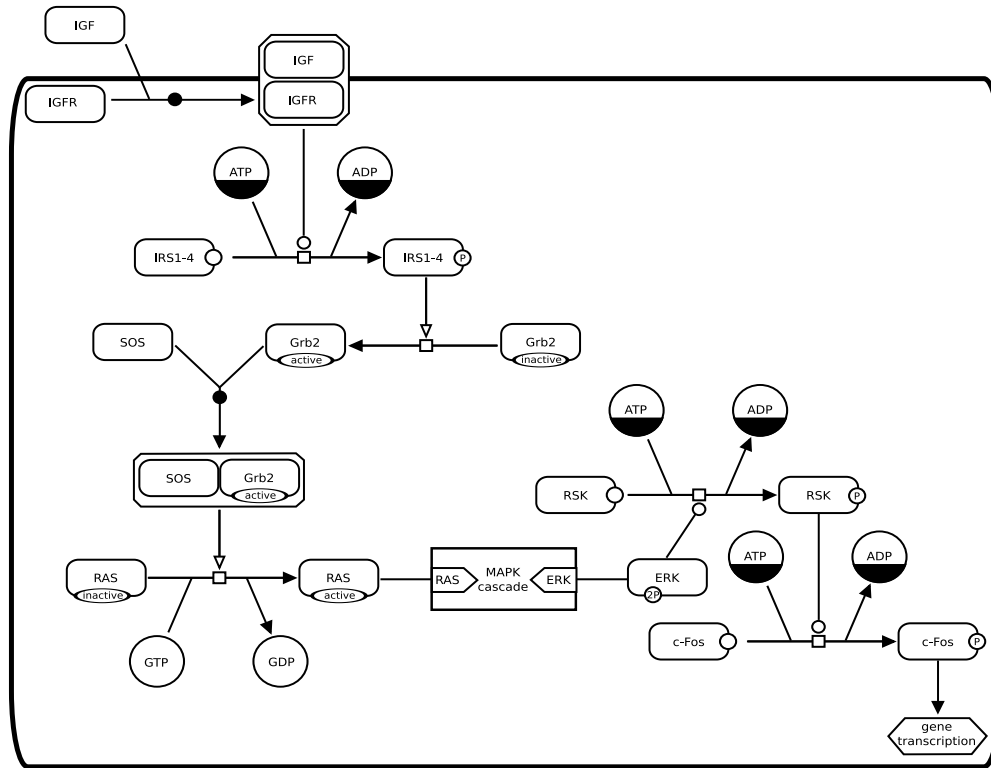 IGF
IGF
IGFR
IGFR
ATP
ADP
IRS1-4
IRS1-4
P
SOS
Grb2
active
Grb2
inactive
ATP
ADP
SOS
Grb2
active
RSK
RSK
P
ATP
ADP
RAS
inactive
RAS
active
RAS
MAPK
cascade
ERK
ERK
2P
c-Fos
c-Fos
P
GTP
GDP
gene
transcription